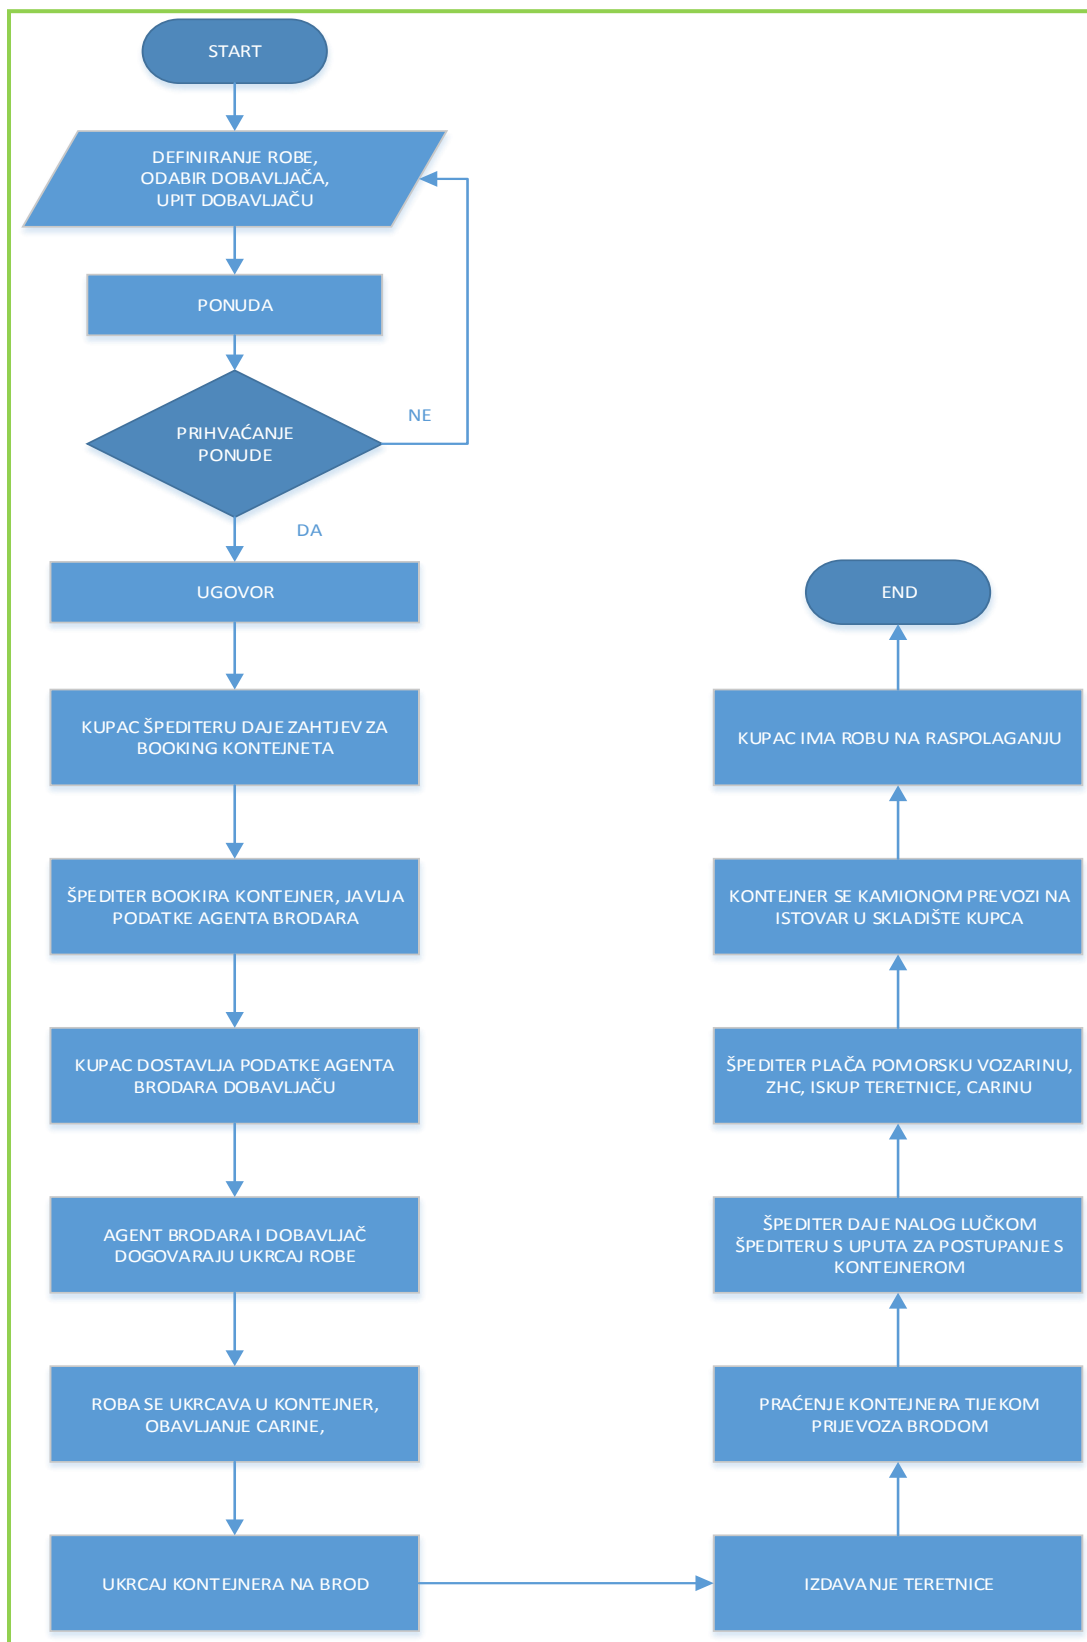 START
DEFINIRANJE ROBE,
ODABIR DOBAVLJAČA,
UPIT DOBAVLJAČU
PONUDA
PRIHVAĆANJE
PONUDE
NE
DA
UGOVOR
KUPAC ŠPEDITERU DAJE ZAHTJEV ZA
BOOKING KONTEJNETA
ŠPEDITER BOOKIRA KONTEJNER, JAVLJA
PODATKE AGENTA BRODARA
KUPAC DOSTAVLJA PODATKE AGENTA
BRODARA DOBAVLJAČU
AGENT BRODARA I DOBAVLJAČ
DOGOVARAJU UKRCAJ ROBE
ROBA SE UKRCAVA U KONTEJNER,
OBAVLJANJE CARINE,
UKRCAJ KONTEJNERA NA BROD
IZDAVANJE TERETNICE
PRAĆENJE KONTEJNERA TIJEKOM
PRIJEVOZA BRODOM
ŠPEDITER DAJE NALOG LUČKOM
ŠPEDITERU S UPUTA ZA POSTUPANJE S
KONTEJNEROM
ŠPEDITER PLAČA POMORSKU VOZARINU,
ZHC, ISKUP TERETNICE, CARINU
KONTEJNER SE KAMIONOM PREVOZI NA
ISTOVAR U SKLADIŠTE KUPCA
KUPAC IMA ROBU NA RASPOLAGANJU
END